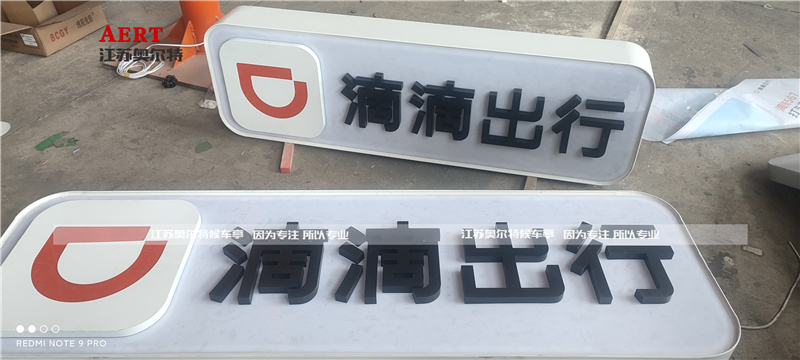 BCGY
AERT
江苏奥尔特
滴滴出行
江苏奥尔特候车亭 因为专注 所以专业
江苏奥尔特候车亭 因为专注 所以专业
滴滴出行
REDMI NOTE 9 PRO